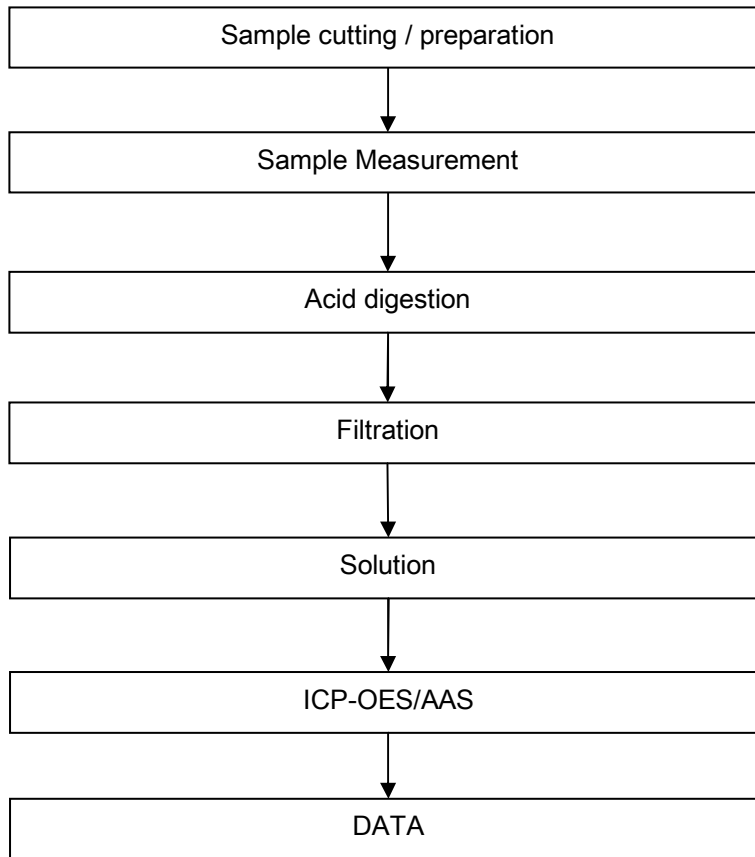 Sample cutting / preparation
Sample Measurement
Acid digestion
Filtration
Solution
ICP-OES/AAS
DATA